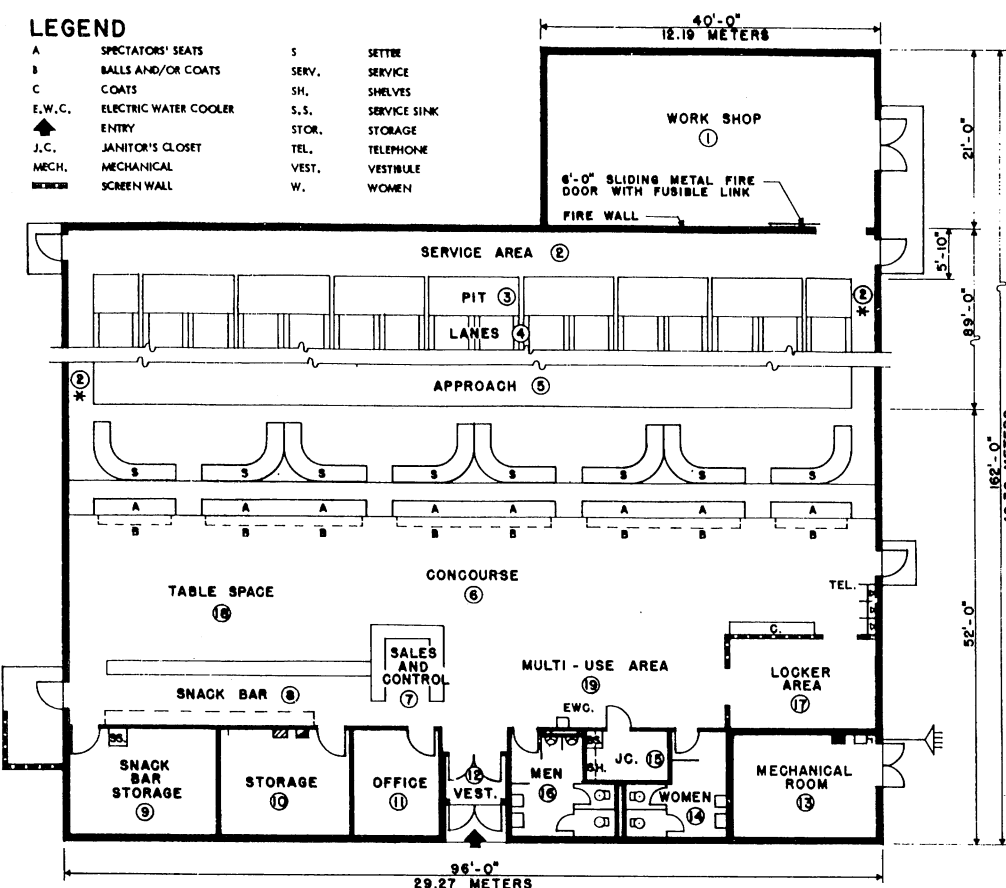 LEGEND
A SPECTATORS' SEATS
B BALLS AND/OR COATS
C COATS
E.W.C. ELECTRIC WATER COOLER
ENTRY
J.C. JANITOR'S CLOSET
MECH. MECHANICAL
SCREEN WALL
S SETTEE
SERV. SERVICE
SH. SHELVES
S.S. SERVICE SINK
STOR. STORAGE
TEL. TELEPHONE
VEST. VESTIBULE
W. WOMEN
40'-0"
12.19 METERS
WORK SHOP
1
21'-0"
6'-0" SLIDING METAL FIRE
DOOR WITH FUSIBLE LINK
FIRE WALL
SERVICE AREA 2
5'-10"
PIT 3
2
*
LANES 4
89'-0"
2
*
APPROACH 5
162'-0"
S S S S S S S S
A A A A A A A A
B B B B B B B B
CONCOURSE
6
TABLE SPACE
18
TEL.
52'-0"
C.
SALES
AND
CONTROL
7
MULTI-USE AREA
19
LOCKER
AREA
17
SNACK BAR 8
EWC.
SS.
SNACK
BAR
STORAGE
9
STORAGE
10
OFFICE
11
12
VEST.
MEN
16
SS.
SH.
JC. 15
WOMEN
14
MECHANICAL
ROOM
13
96'-0"
29.27 METERS